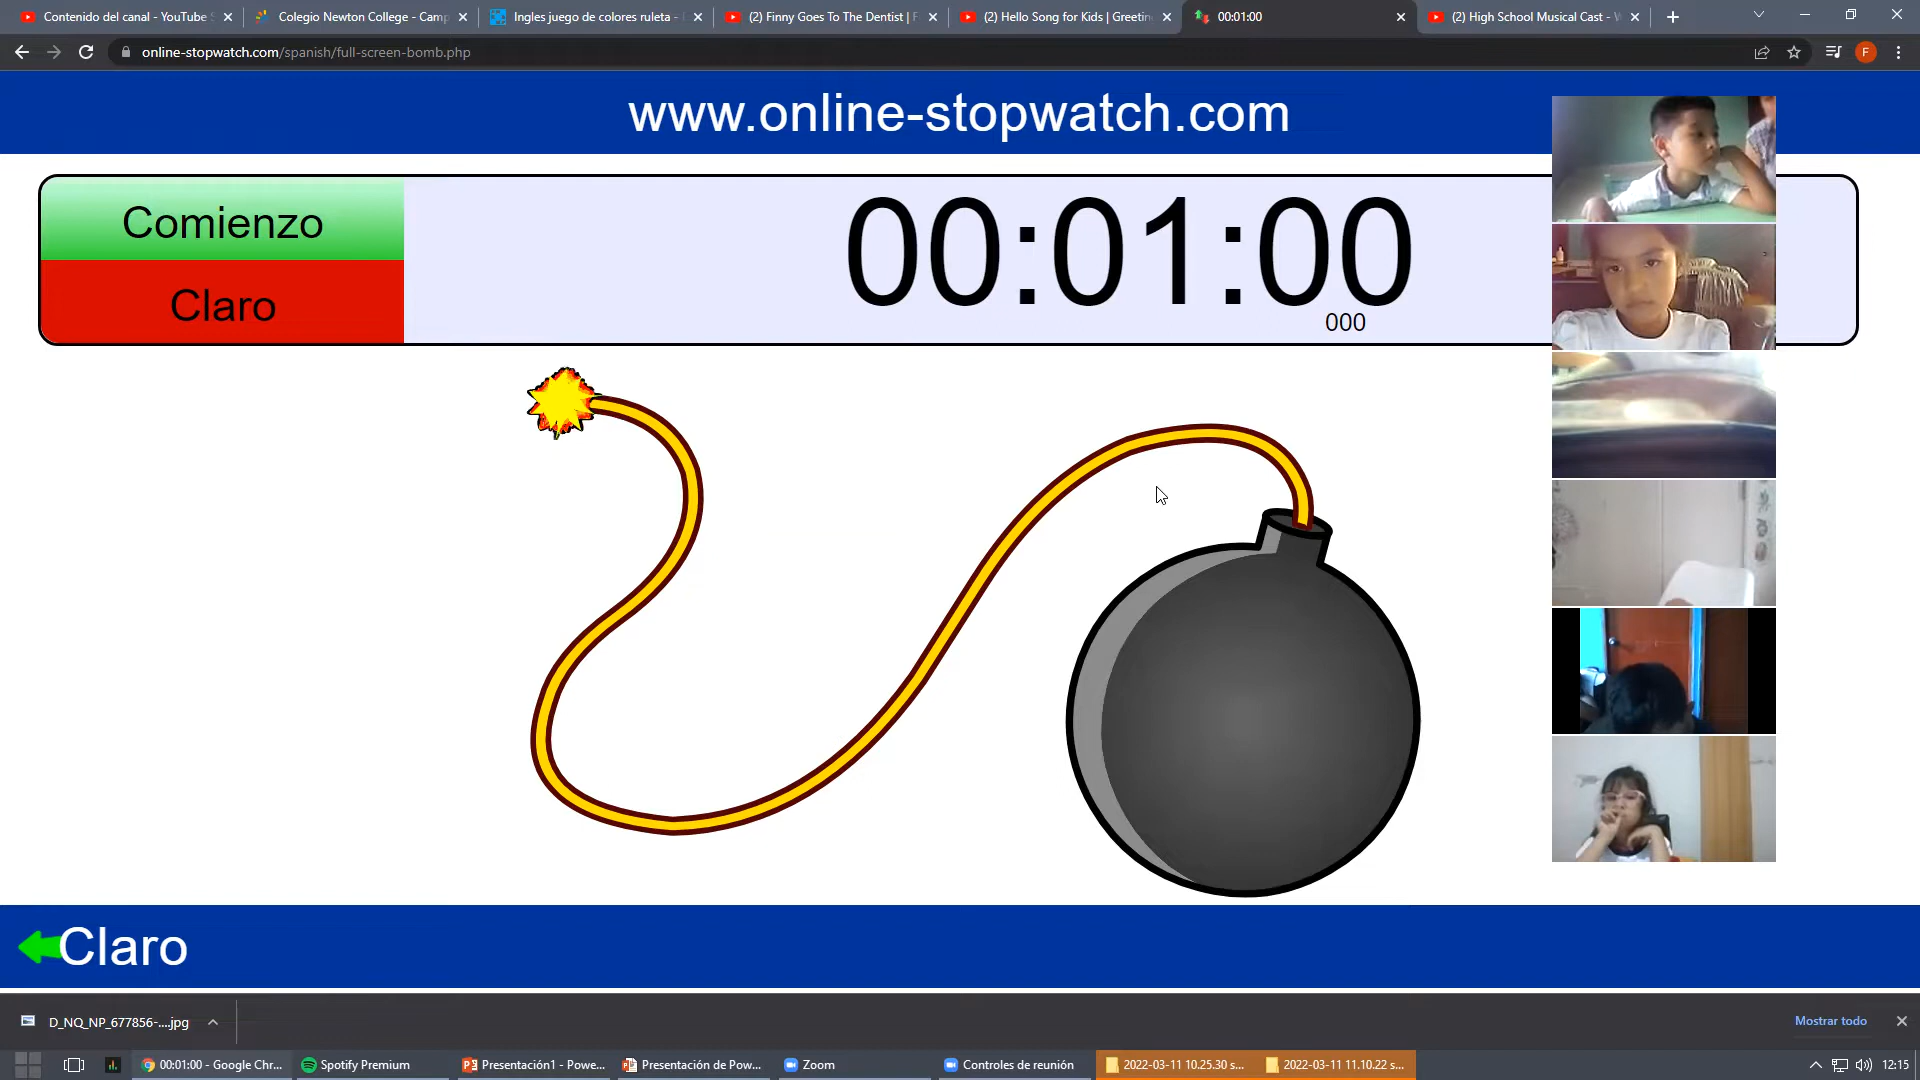 Contenido del canal - YouTube S
Colegio Newton College - Camp
Ingles juego de colores ruleta -
(2) Finny Goes To The Dentist | F
(2) Hello Song for Kids | Greetin
00:01:00
(2) High School Musical Cast - W
online-stopwatch.com/spanish/full-screen-bomb.php
F
www.online-stopwatch.com
Comienzo
Claro
00:01:00
000
Claro
D_NQ_NP_677856-....jpg
Mostrar todo
00:01:00 - Google Chr...
Spotify Premium
Presentación1 - Powe...
Presentación de Pow...
Zoom
Controles de reunión
2022-03-11 10.25.30 s...
2022-03-11 11.10.22 s...
12:15